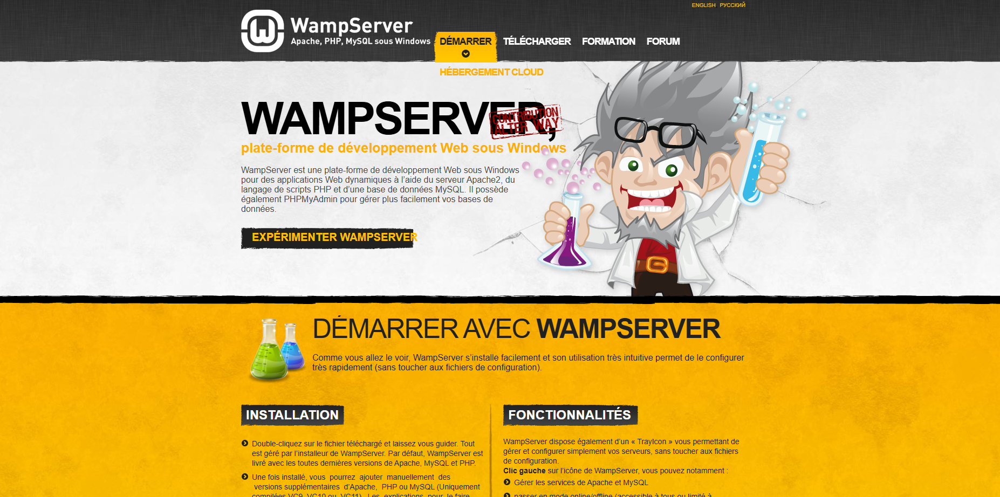 ENGLISH РУССКИЙ
WampServer
Apache, PHP, MySQL sous Windows
DÉMARRER TÉLÉCHARGER FORMATION FORUM
HÉBERGEMENT CLOUD
WAMPSERVER,
CONTRIBUTION
ALTER WAY
plate-forme de développement Web sous Windows
WampServer est une plate-forme de développement Web sous Windows
pour des applications Web dynamiques à l’aide du serveur Apache2, du
langage de scripts PHP et d’une base de données MySQL. Il possède
également PHPMyAdmin pour gérer plus facilement vos bases de
données.
EXPÉRIMENTER WAMPSERVER
DÉMARRER AVEC WAMPSERVER
Comme vous allez le voir, WampServer s’installe facilement et son utilisation très intuitive permet de le configurer
très rapidement (sans toucher aux fichiers de configuration).
INSTALLATION
Double-cliquez sur le fichier téléchargé et laissez vous guider. Tout
est géré par l’installeur de WampServer. Par défaut, WampServer est
livré avec les toutes dernières versions de Apache, MySQL et PHP.
Une fois installé, vous pourrez ajouter manuellement des
versions supplémentaires d’Apache, PHP ou MySQL (Uniquement
compilées VC9, VC10 ou VC11). Les explications pour le faire
FONCTIONNALITÉS
WampServer dispose également d’un « TrayIcon » vous permettant de
gérer et configurer simplement vos serveurs, sans toucher aux fichiers
de configuration.
Clic gauche sur l’icône de WampServer, vous pouvez notamment :
Gérer les services de Apache et MySQL
passer en mode online/offline (accessible à tous ou limité à